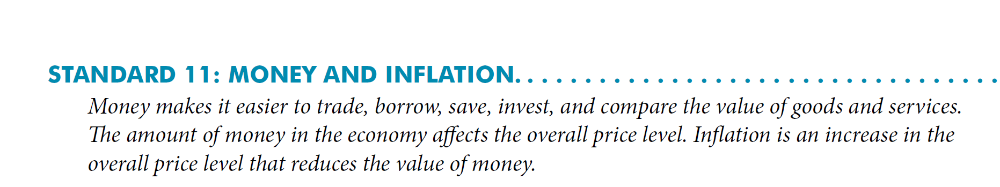 STANDARD 11: MONEY AND INFLATION. . . . . . . . . . . . . . . . . . . . . . . . . . . . . . . . . .
Money makes it easier to trade, borrow, save, invest, and compare the value of goods and services.
The amount of money in the economy affects the overall price level. Inflation is an increase in the
overall price level that reduces the value of money.